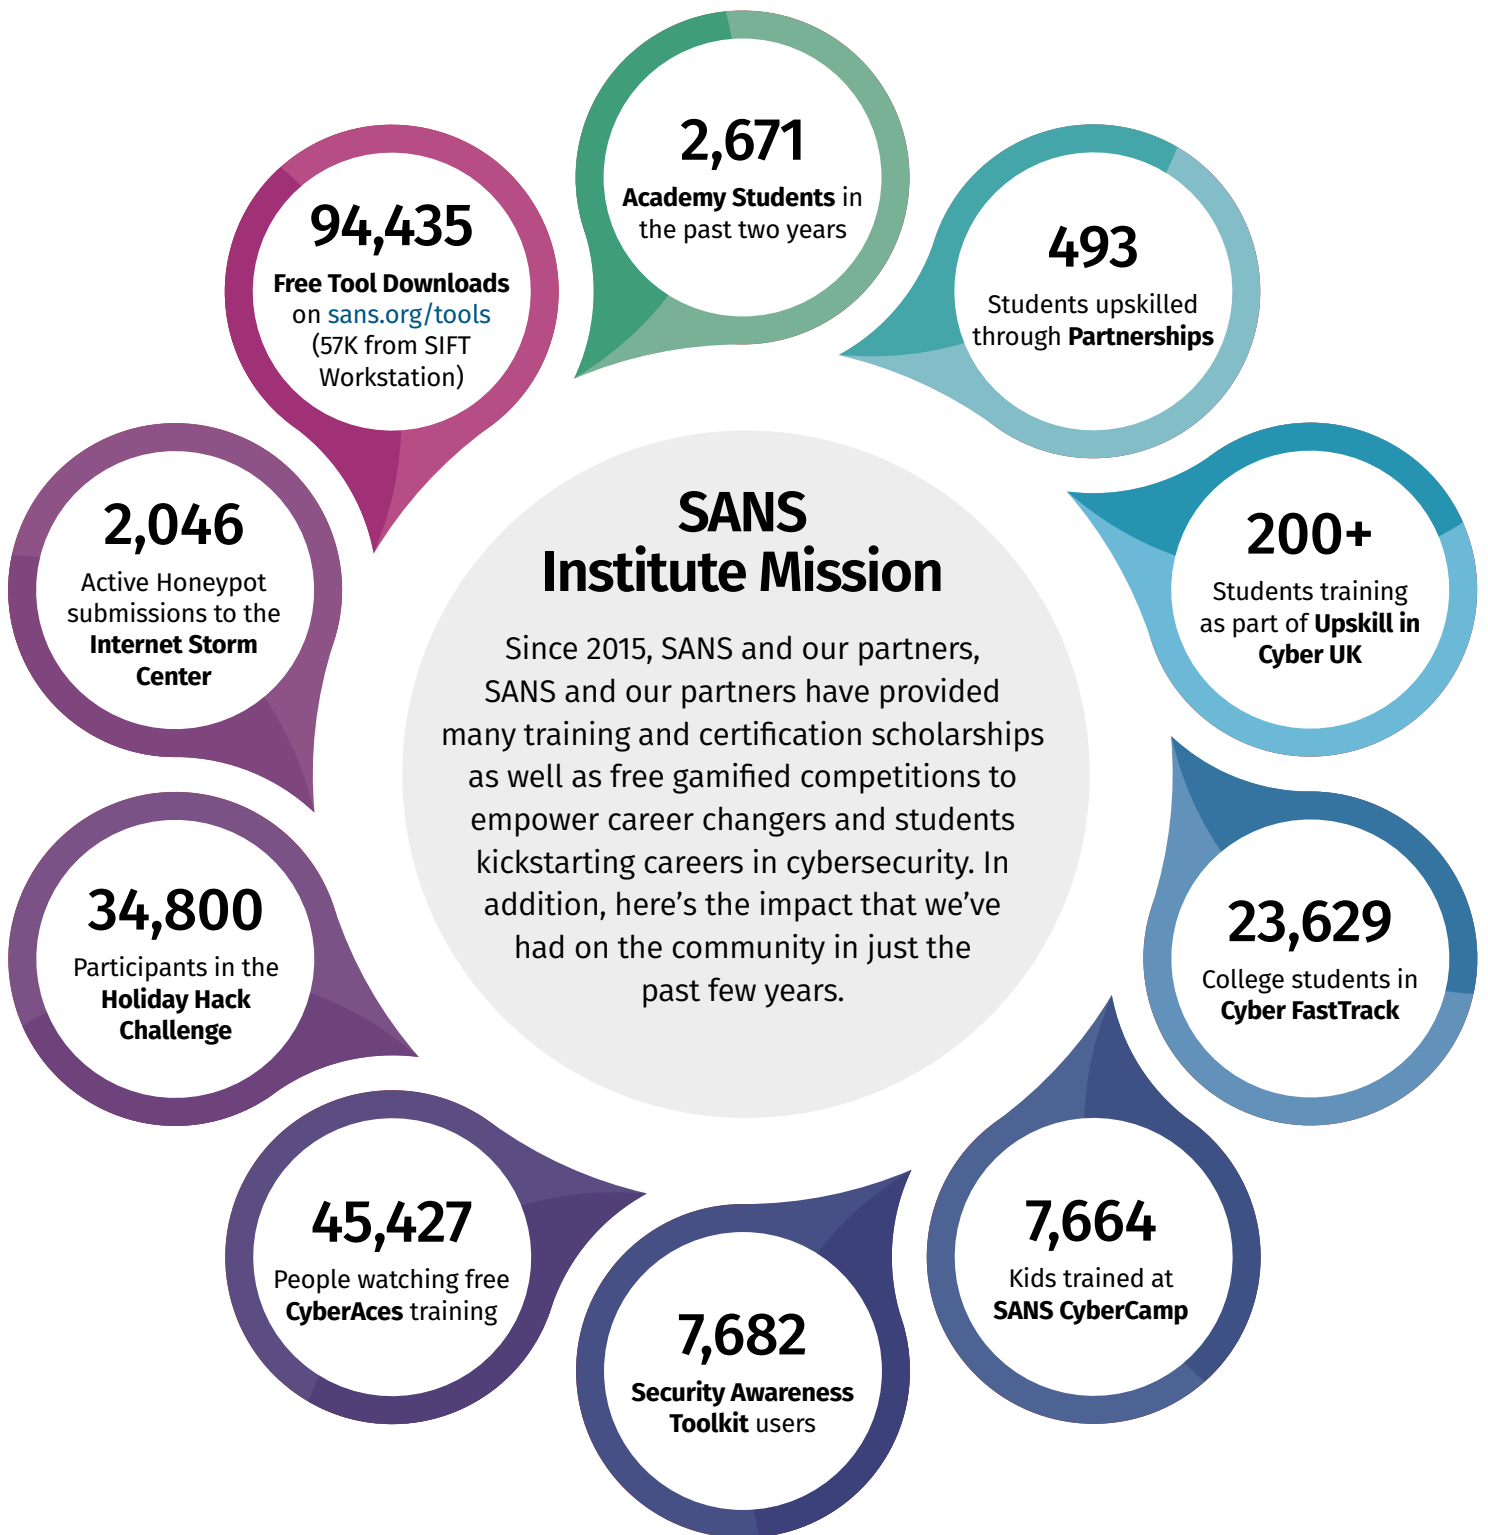 2,671
Academy Students in
the past two years
493
Students upskilled
through Partnerships
200+
Students training
as part of Upskill in
Cyber UK
23,629
College students in
Cyber FastTrack
7,664
Kids trained at
SANS CyberCamp
7,682
Security Awareness
Toolkit users
45,427
People watching free
CyberAces training
34,800
Participants in the
Holiday Hack
Challenge
2,046
Active Honeypot
submissions to the
Internet Storm
Center
94,435
Free Tool Downloads
on sans.org/tools
(57K from SIFT
Workstation)
SANS
Institute Mission
Since 2015, SANS and our partners,
SANS and our partners have provided
many training and certification scholarships
as well as free gamified competitions to
empower career changers and students
kickstarting careers in cybersecurity. In
addition, here’s the impact that we’ve
had on the community in just the
past few years.